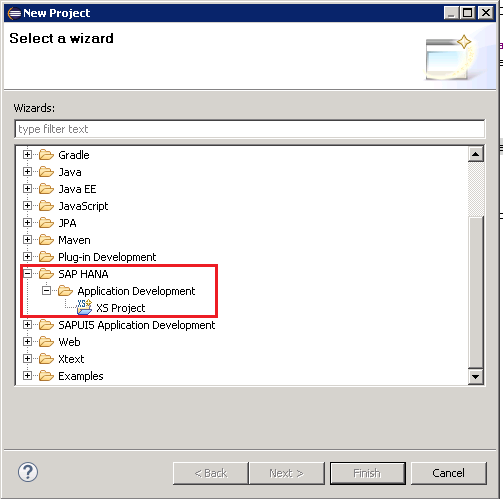 New Project
Select a wizard
Wizards:
type filter text
Gradle
Java
Java EE
JavaScript
JPA
Maven
Plug-in Development
SAP HANA
Application Development
XS Project
SAPUI5 Application Development
Web
Xtext
Examples
? < Back Next > Finish Cancel